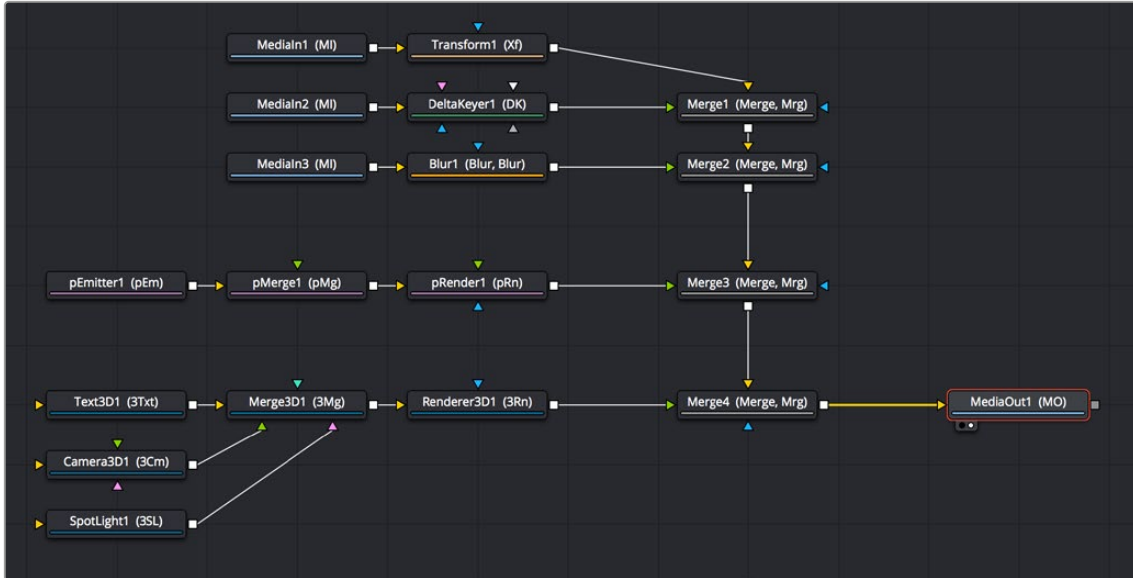 MediaIn1 (MI)
Transform1 (Xf)
MediaIn2 (MI)
DeltaKeyer1 (DK)
Merge1 (Merge, Mrg)
MediaIn3 (MI)
Blur1 (Blur, Blur)
Merge2 (Merge, Mrg)
pEmitter1 (pEm)
pMerge1 (pMg)
pRender1 (pRn)
Merge3 (Merge, Mrg)
Text3D1 (3Txt)
Merge3D1 (3Mg)
Renderer3D1 (3Rn)
Merge4 (Merge, Mrg)
MediaOut1 (MO)
Camera3D1 (3Cm)
SpotLight1 (3SL)